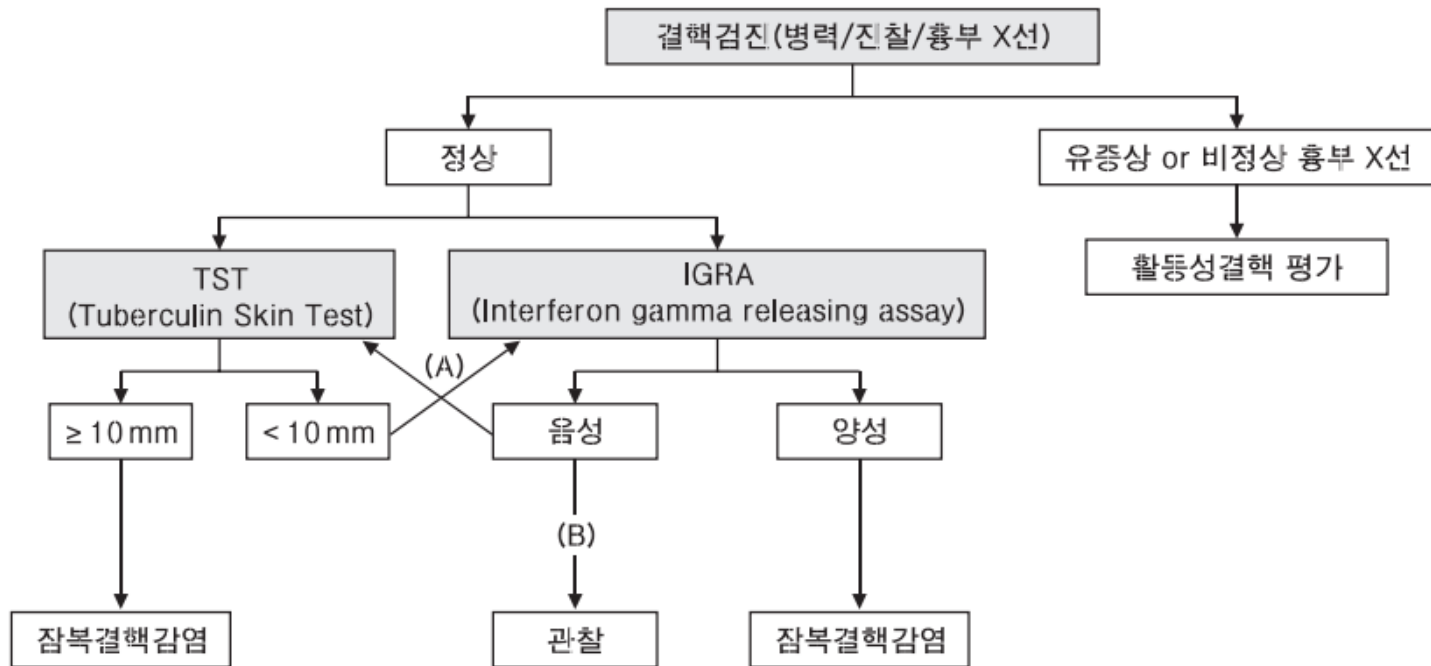 결핵검진(병력/진찰/흉부 X선)
정상
유증상 or 비정상 흉부 X선
TST
(Tuberculin Skin Test)
IGRA
(Interferon gamma releasing assay)
활동성결핵 평가
(A)
≥ 10 mm
< 10 mm
음성
양성
(B)
잠복결핵감염
관찰
잠복결핵감염